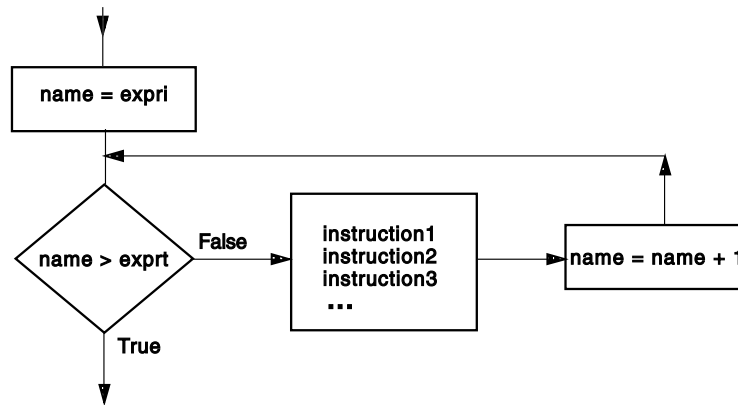 name = expri
name > exprt
False
instruction1
instruction2
instruction3
...
name = name + 1
True